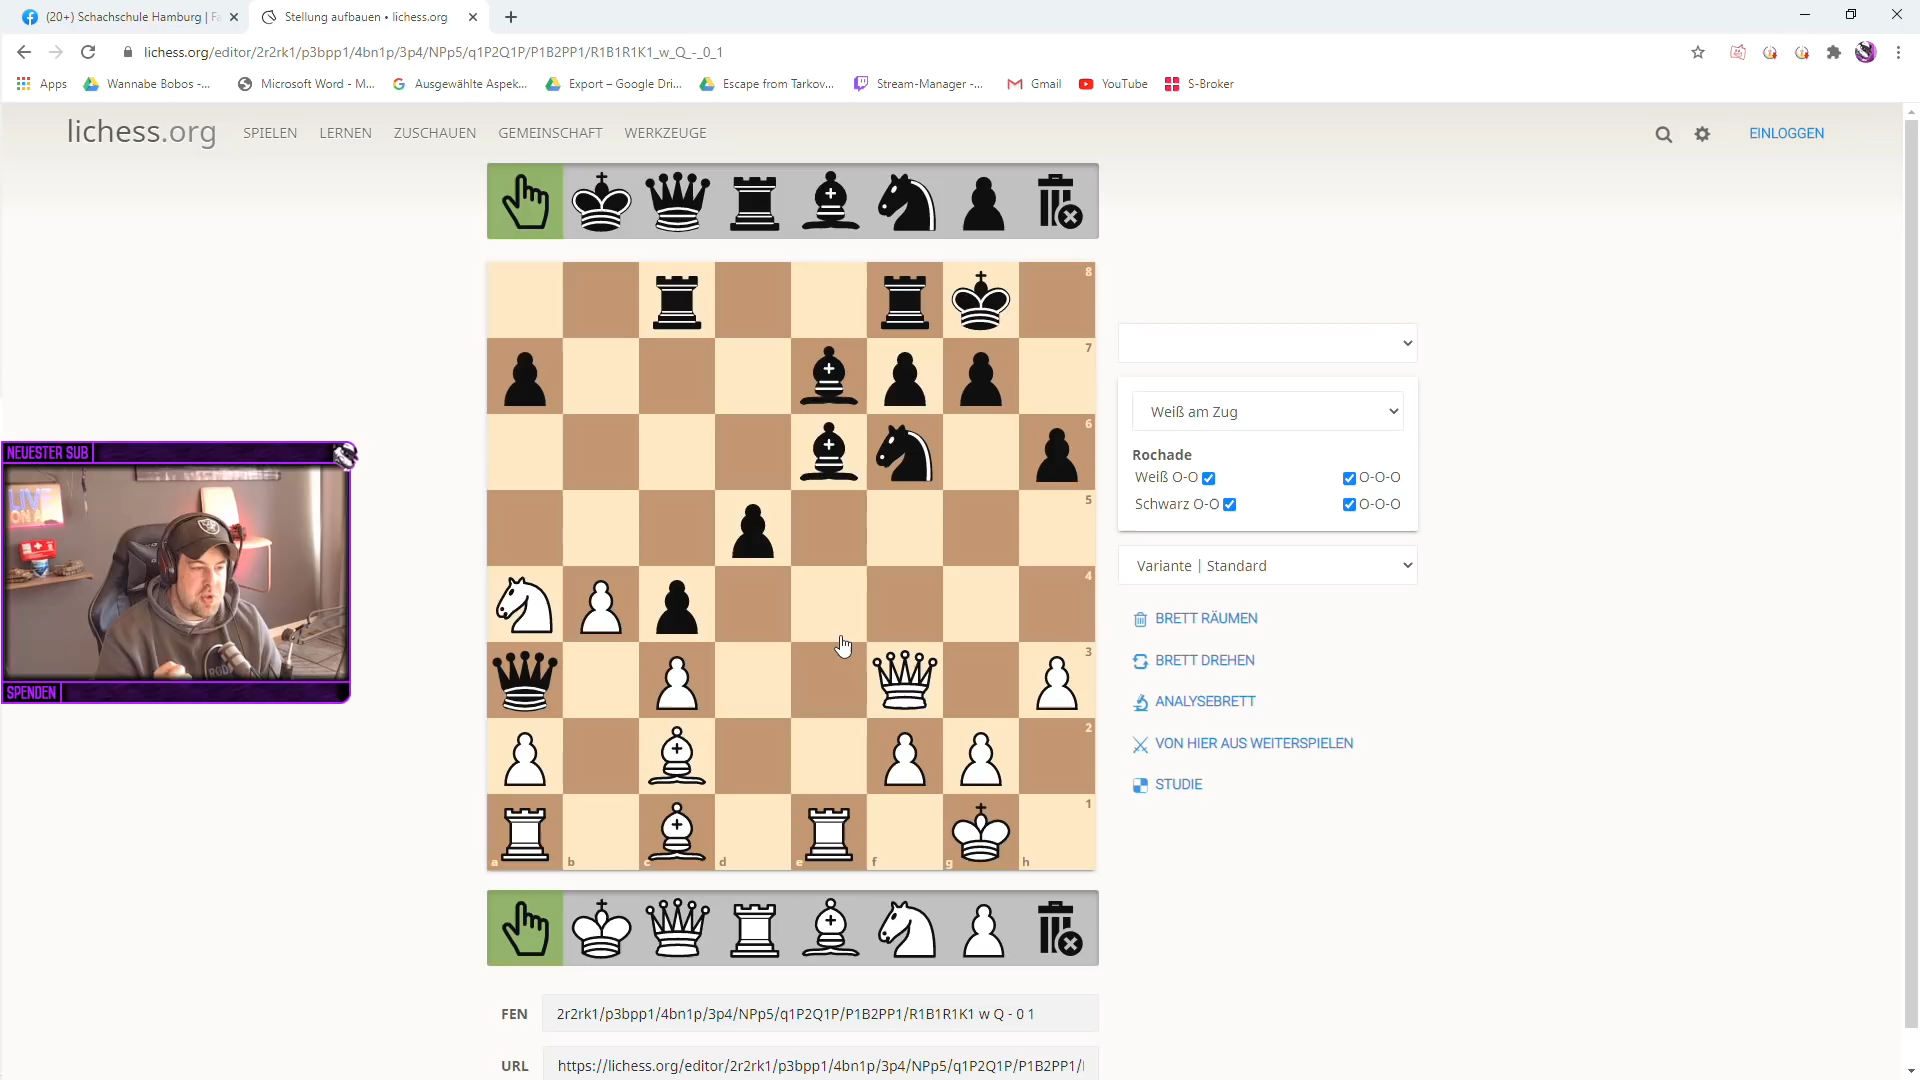 (20+) Schachschule Hamburg | Fa
Stellung aufbauen • lichess.org
lichess.org/editor/2r2rk1/p3bpp1/4bn1p/3p4/NPp5/q1P2Q1P/P1B2PP1/R1B1R1K1_w_Q_-_0_1
Apps
Wannabe Bobos -...
Microsoft Word - M...
Ausgewählte Aspek...
Export – Google Dri...
Escape from Tarkov...
Stream-Manager -...
Gmail
YouTube
S-Broker
lichess.org
SPIELEN
LERNEN
ZUSCHAUEN
GEMEINSCHAFT
WERKZEUGE
EINLOGGEN
8
7
6
5
4
3
2
1
a
b
c
d
e
f
g
h
Weiß am Zug
Rochade
Weiß O-O
O-O-O
Schwarz O-O
O-O-O
Variante | Standard
BRETT RÄUMEN
BRETT DREHEN
ANALYSEBRETT
VON HIER AUS WEITERSPIELEN
STUDIE
NEUESTER SUB
LIVE
ON A
SPENDEN
FEN
2r2rk1/p3bpp1/4bn1p/3p4/NPp5/q1P2Q1P/P1B2PP1/R1B1R1K1 w Q - 0 1
URL
https://lichess.org/editor/2r2rk1/p3bpp1/4bn1p/3p4/NPp5/q1P2Q1P/P1B2PP1/